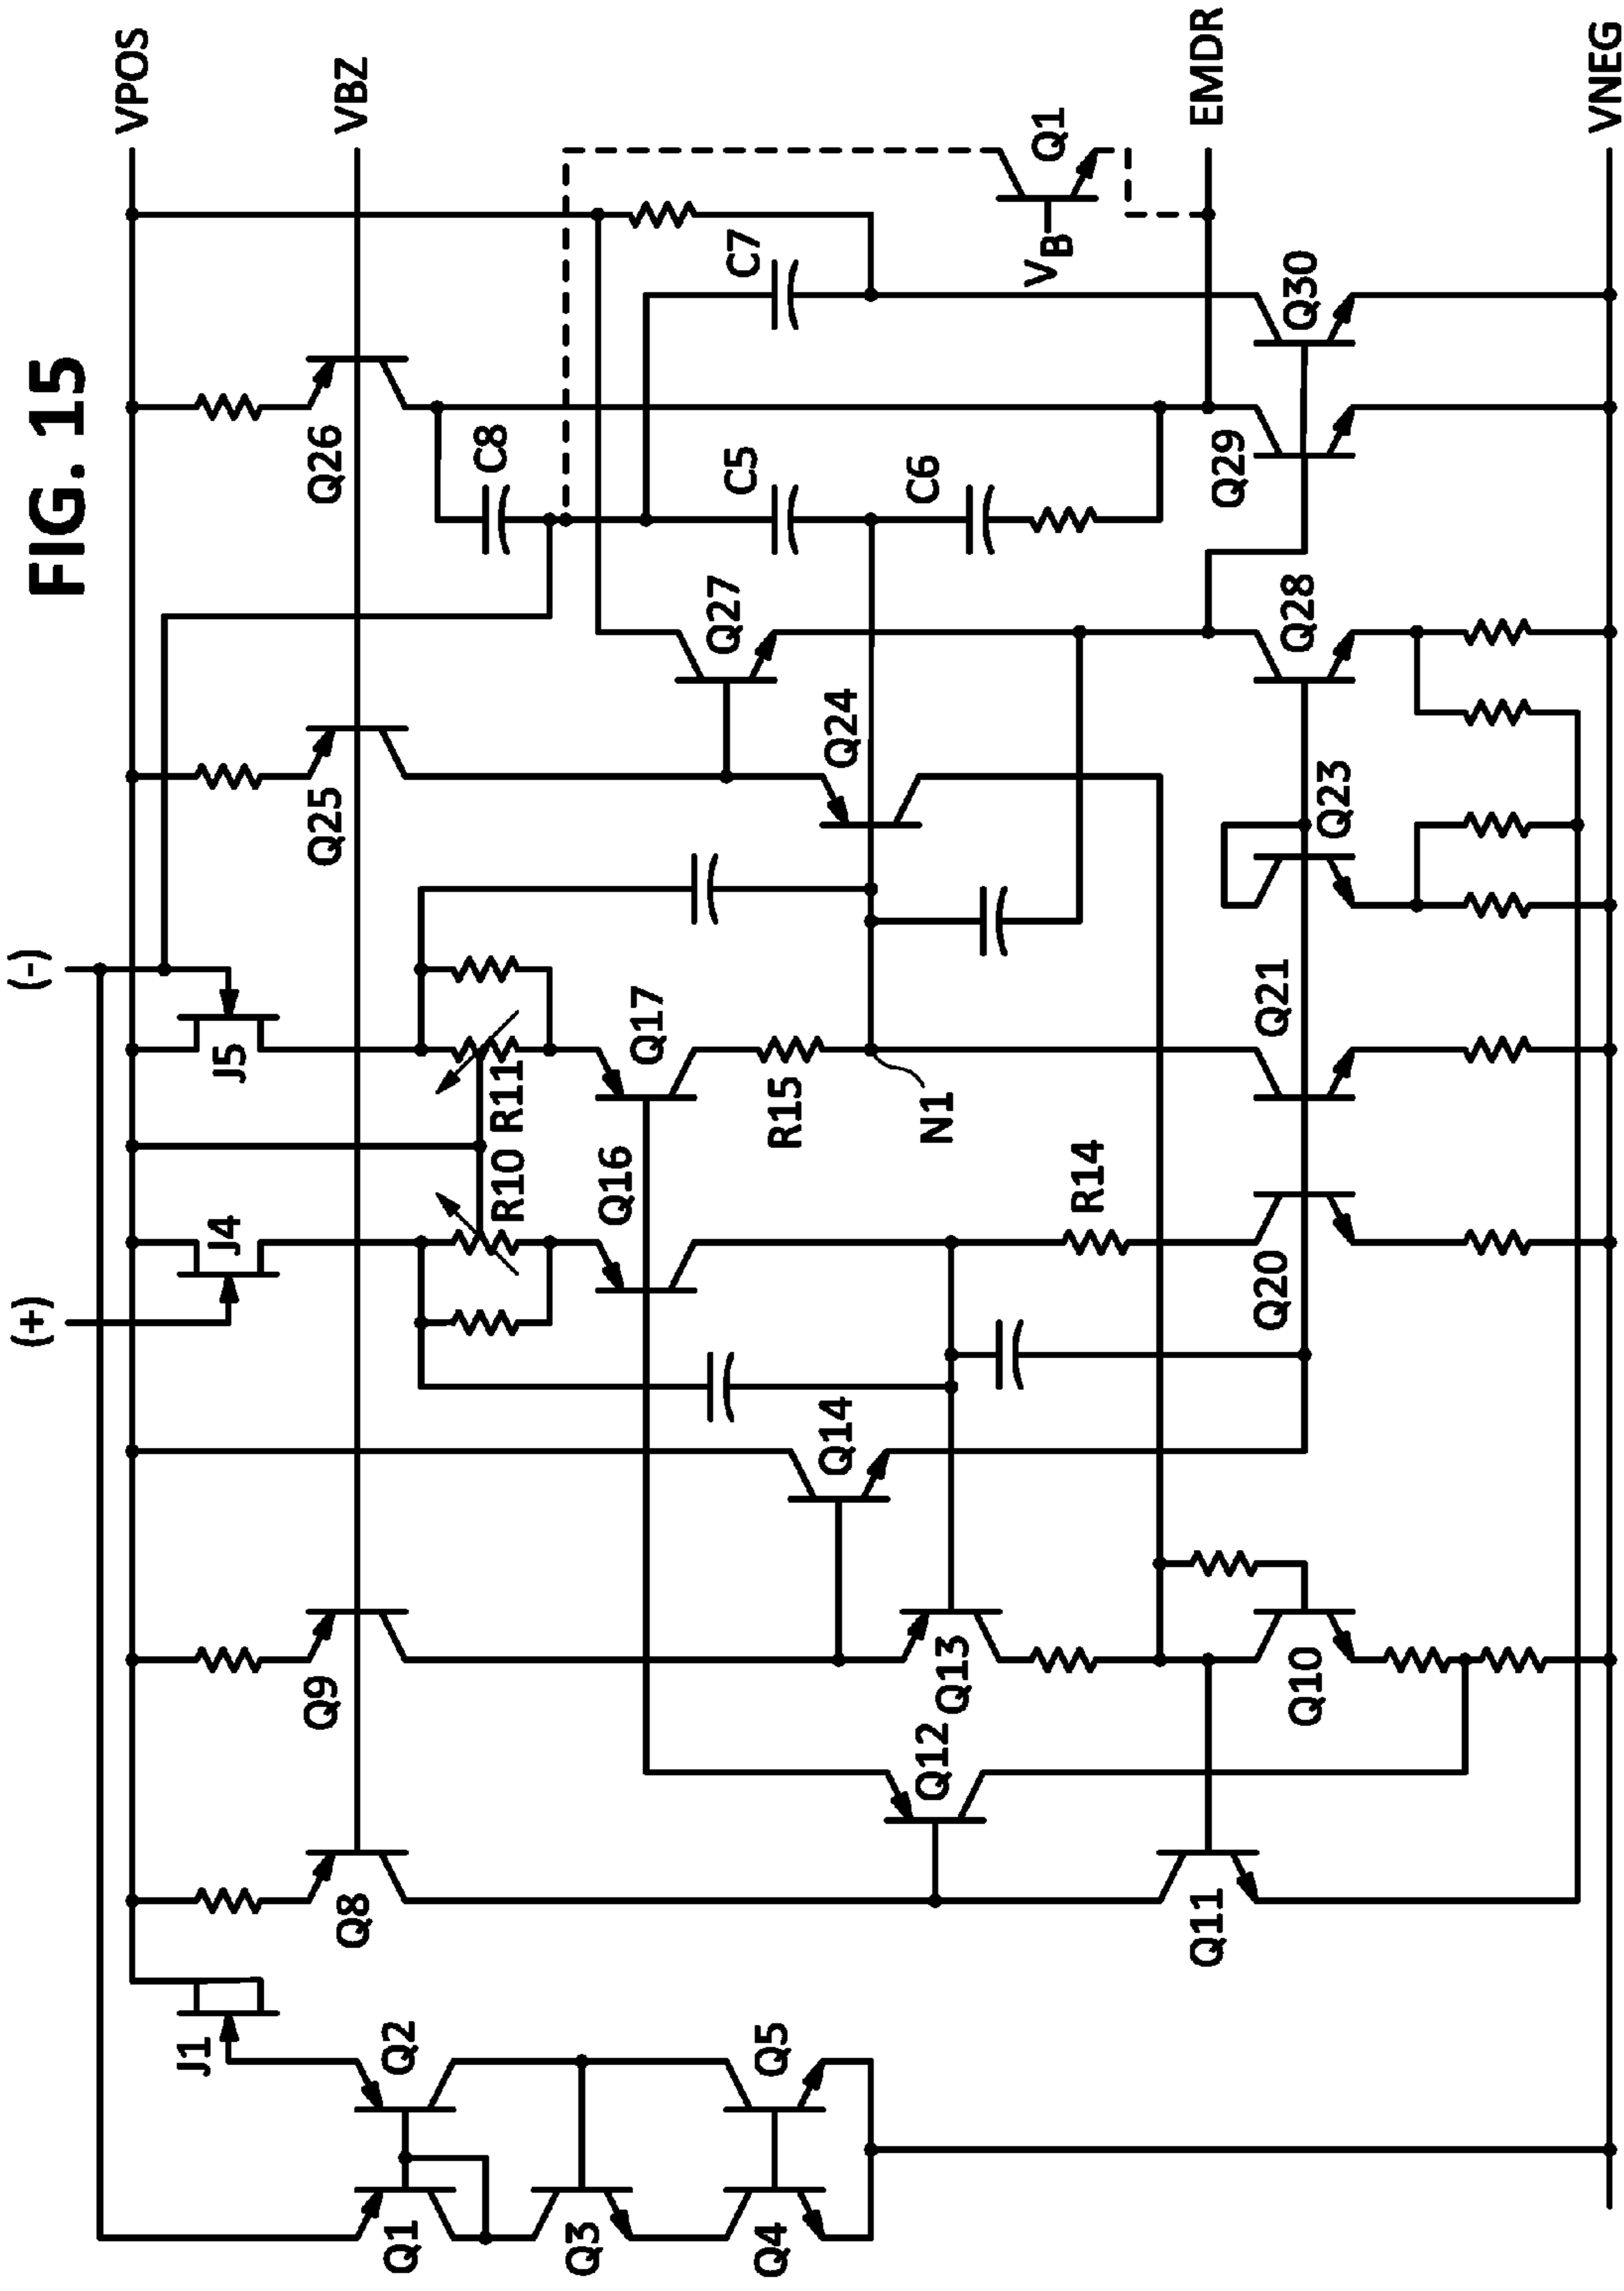 FIG. 15
(+)
(-)
VPOS
VBZ
EMDR
VNEG
J1
J4
J5
Q1
Q2
Q3
Q4
Q5
Q8
Q9
Q25
Q26
R10
R11
C8
Q16
Q17
Q27
C5
C7
C6
Q12
Q13
Q14
R15
N1
R14
Q24
VB
Q1
Q11
Q10
Q20
Q21
Q23
Q28
Q29
Q30